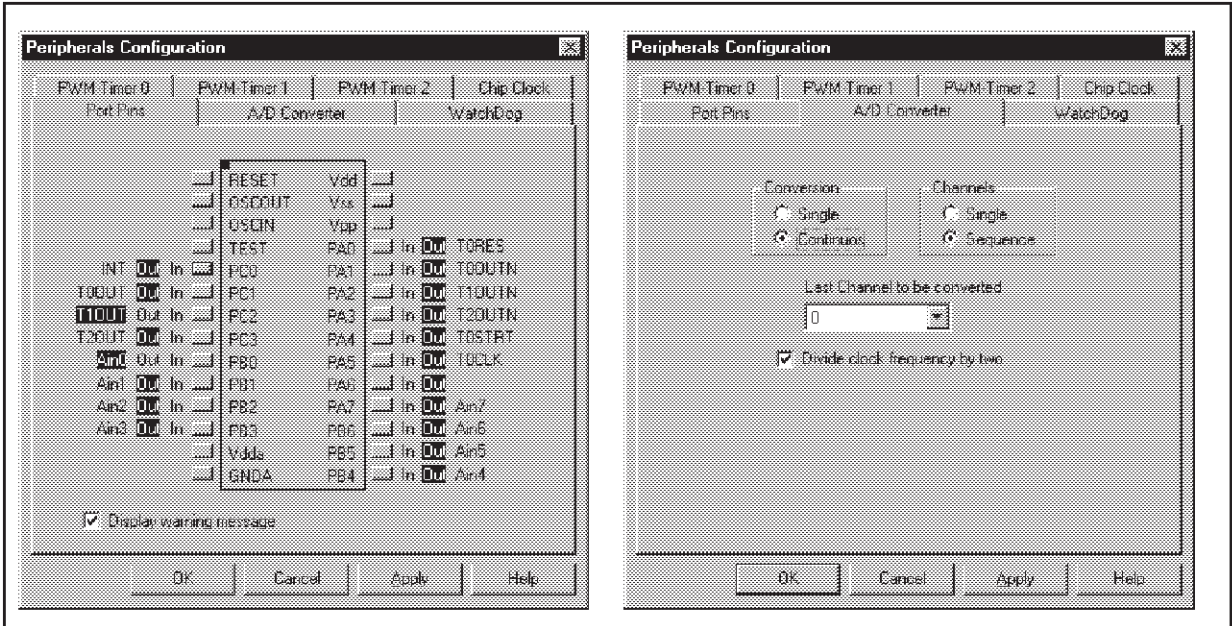 Peripherals Configuration
PWM-Timer 0 PWM-Timer 1 PWM-Timer 2 Chip Clock
Port Pins A/D Converter WatchDog
RESET Vdd
OSCOUT Vss
OSCIN Vpp
TEST PA0 In Out T0RES
INT Out In PC0 PA1 In Out T0OUTN
T0OUT Out In PC1 PA2 In Out T1OUTN
T1OUT Out In PC2 PA3 In Out T2OUTN
T2OUT Out In PC3 PA4 In Out T0STRT
Ain0 Out In PB0 PA5 In Out T0CLK
Ain1 Out In PB1 PA6 In Out
Ain2 Out In PB2 PA7 In Out Ain7
Ain3 Out In PB3 PB6 In Out Ain6
Vdda PB5 In Out Ain5
GNDA PB4 In Out Ain4
Display warning message
OK Cancel Apply Help
Peripherals Configuration
PWM-Timer 0 PWM-Timer 1 PWM-Timer 2 Chip Clock
Port Pins A/D Converter WatchDog
Conversion Channels
Single Single
Continuos Sequence
Last Channel to be converted
0
Divide clock frequency by two
OK Cancel Apply Help